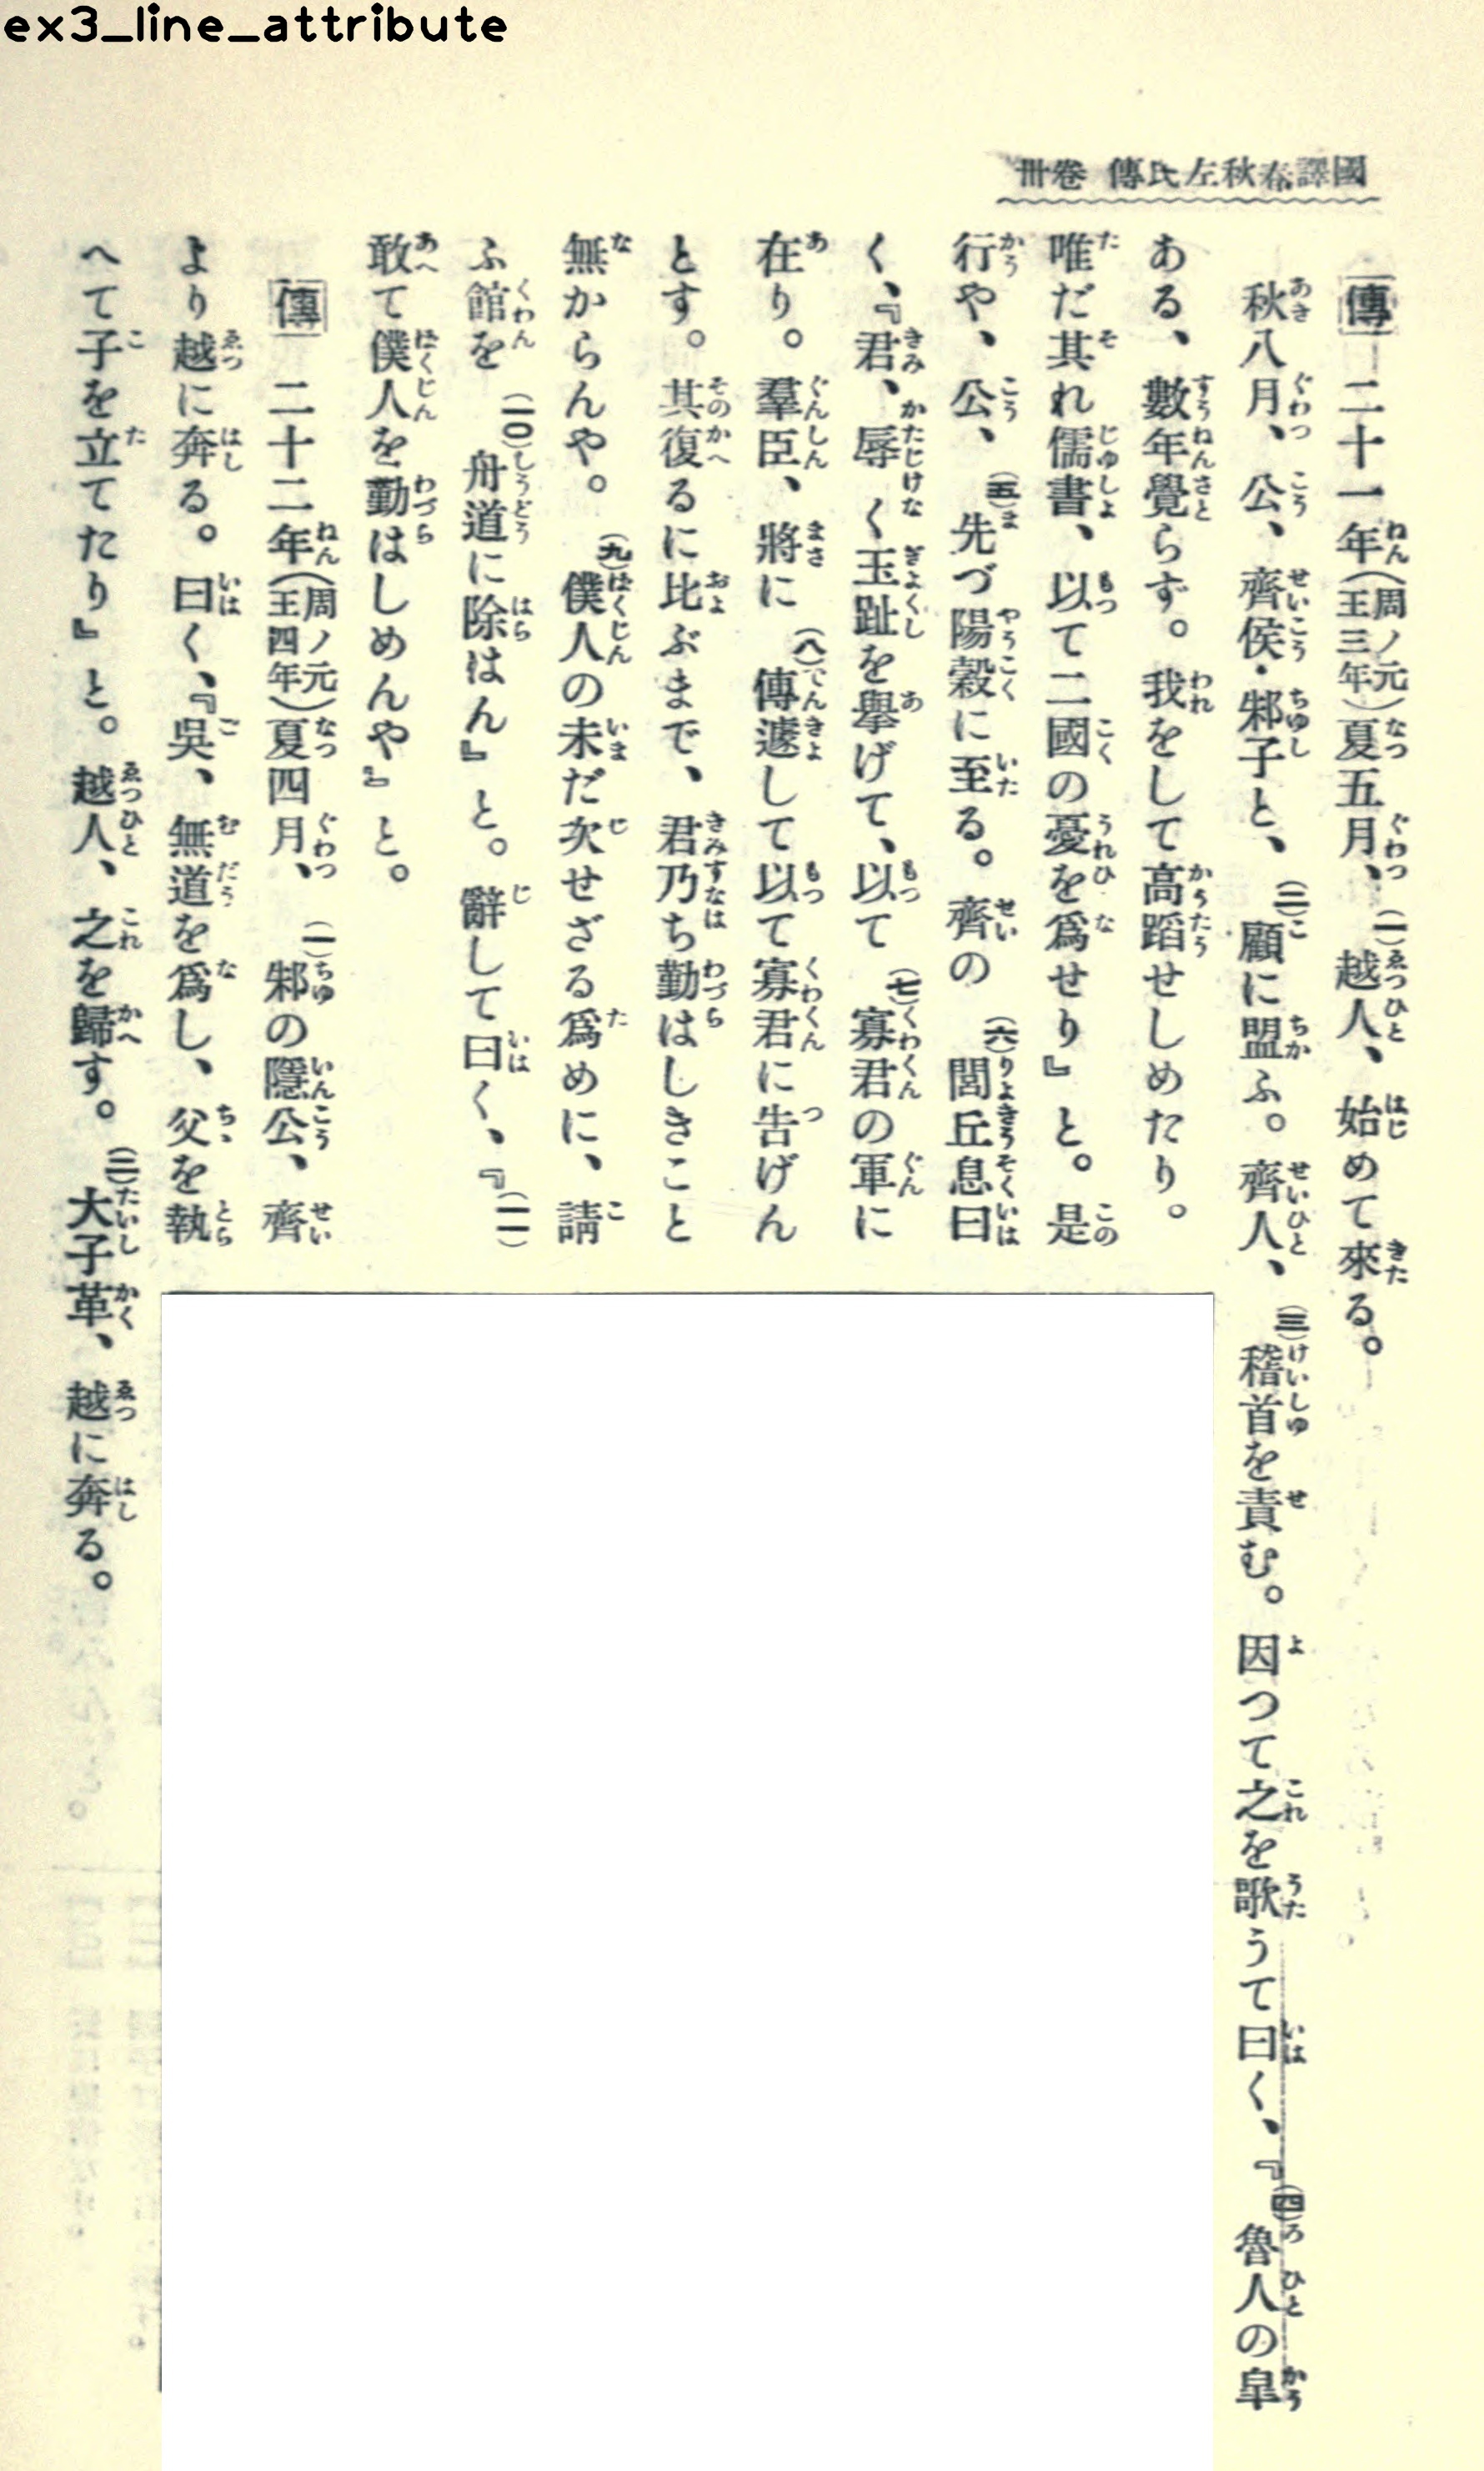 ex3_line_attribute
國譯春秋左氏傳 卷卅
傳 二十一年(周ノ元王三年)夏五月、(一)越人、始めて來る。
秋八月、公、齊侯·邾子と、(二)顧に盟ふ。齊人、(三)稽首を責む。因つて之を歌うて曰く、『(四)魯人の皐
ある、數年覺らず。我をして高蹈せしめたり。
唯だ其れ儒書、以て二國の憂を爲せり』と。是の
行や、公、(五)先づ陽穀に至る。齊の(六)閭丘息曰
く、『君、辱く玉趾を擧げて、以て(七)寡君の軍に
在り。羣臣、將に(八)傳遽して以て寡君に告げん
とす。其復るに比ぶまで、君乃ち勤はしきこと
無からんや。(九)僕人の未だ次せざる爲めに、請
ふ館を(一〇)舟道に除はん』と。辭して曰く、『(一一)
敢て僕人を勤はしめんや』と。
傳 二十二年(周ノ元王四年)夏四月、(一)邾の隱公、齊
より越に奔る。曰く、『吳、無道を爲し、父を執
へて子を立てたり』と。越人、之を歸す。(二)大子革、越に奔る。